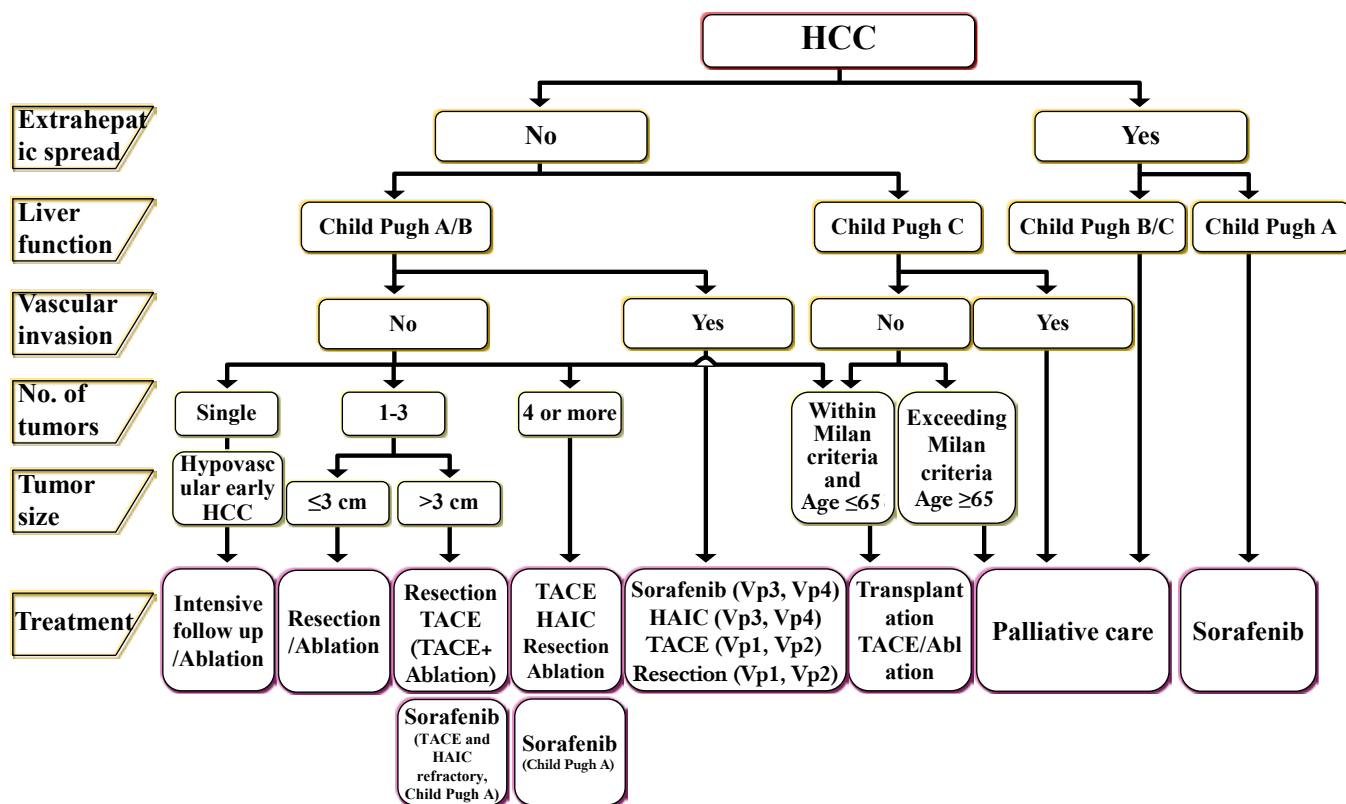 HCC
Extrahepat
ic spread
No
Yes
Liver
function
Child Pugh A/B
Child Pugh C
Child Pugh B/C
Child Pugh A
Vascular
invasion
No
Yes
No
Yes
No. of
tumors
Single
1-3
4 or more
Within
Milan
criteria
and
Age ≤65
Exceeding
Milan
criteria
Age ≥65
Tumor
size
Hypovasc
ular early
HCC
≤3 cm
>3 cm
Treatment
Intensive
follow up
/Ablation
Resection
/Ablation
Resection
TACE
(TACE+
Ablation)
TACE
HAIC
Resection
Ablation
Sorafenib (Vp3, Vp4)
HAIC (Vp3, Vp4)
TACE (Vp1, Vp2)
Resection (Vp1, Vp2)
Transplant
ation
TACE/Abl
ation
Palliative care
Sorafenib
Sorafenib
(TACE and
HAIC
refractory,
Child Pugh A)
Sorafenib
(Child Pugh A)